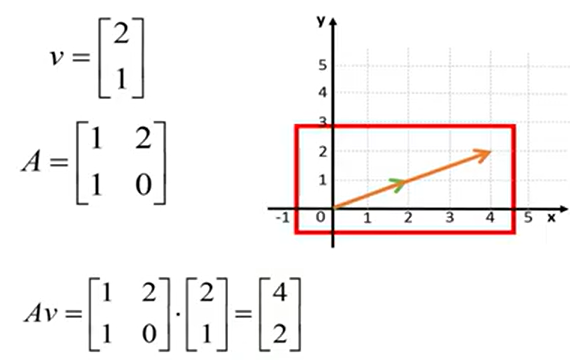 v = [2
1]
A = [1 2
1 0]
Av = [1 2
1 0] · [2
1] = [4
2]
y
5
4
3
2
1
-1 0 1 2 3 4 5 x